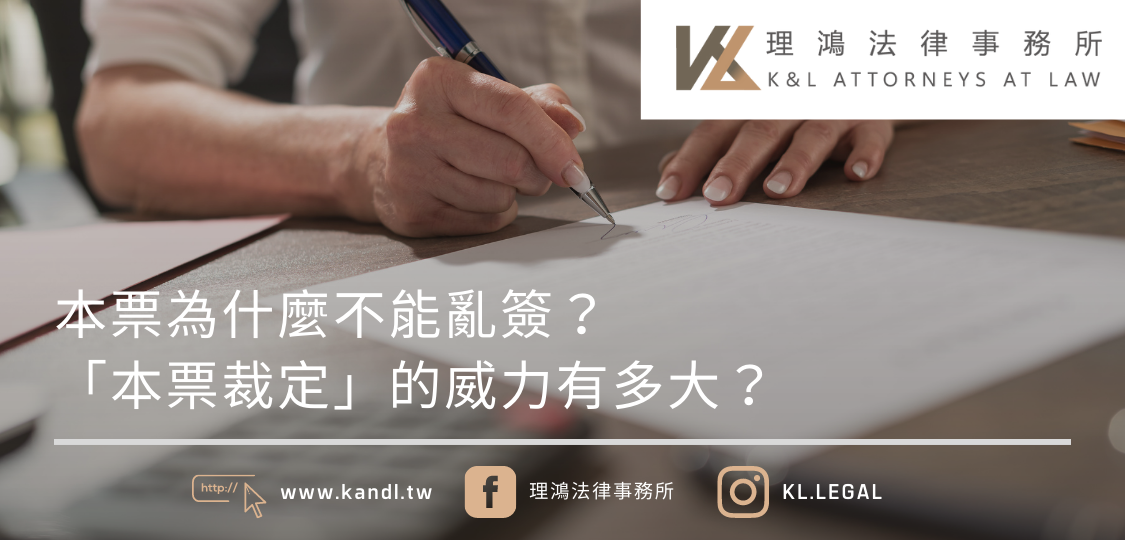 理鴻法律事務所
K&L ATTORNEYS AT LAW
本票為什麼不能亂簽？
「本票裁定」的威力有多大？
http://
www.kandl.tw
理鴻法律事務所
KL.LEGAL